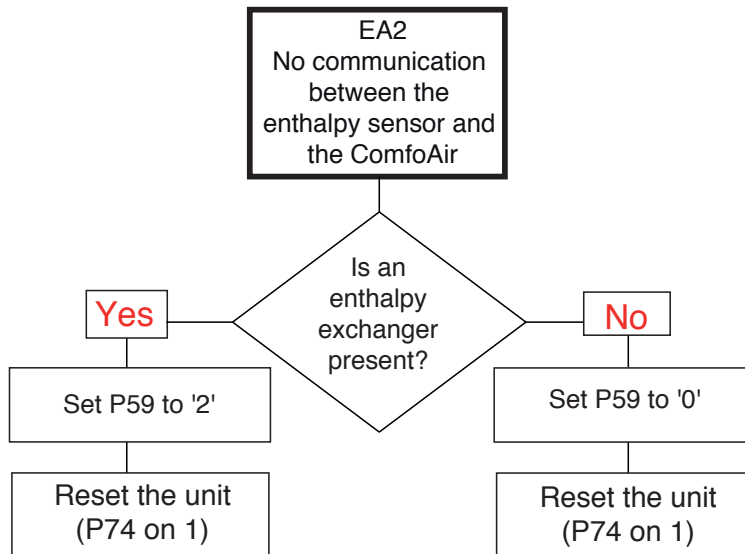 EA2
No communication
between the
enthalpy sensor and
the ComfoAir
Is an
enthalpy
exchanger
present?
Yes
No
Set P59 to '2'
Set P59 to '0'
Reset the unit
(P74 on 1)
Reset the unit
(P74 on 1)